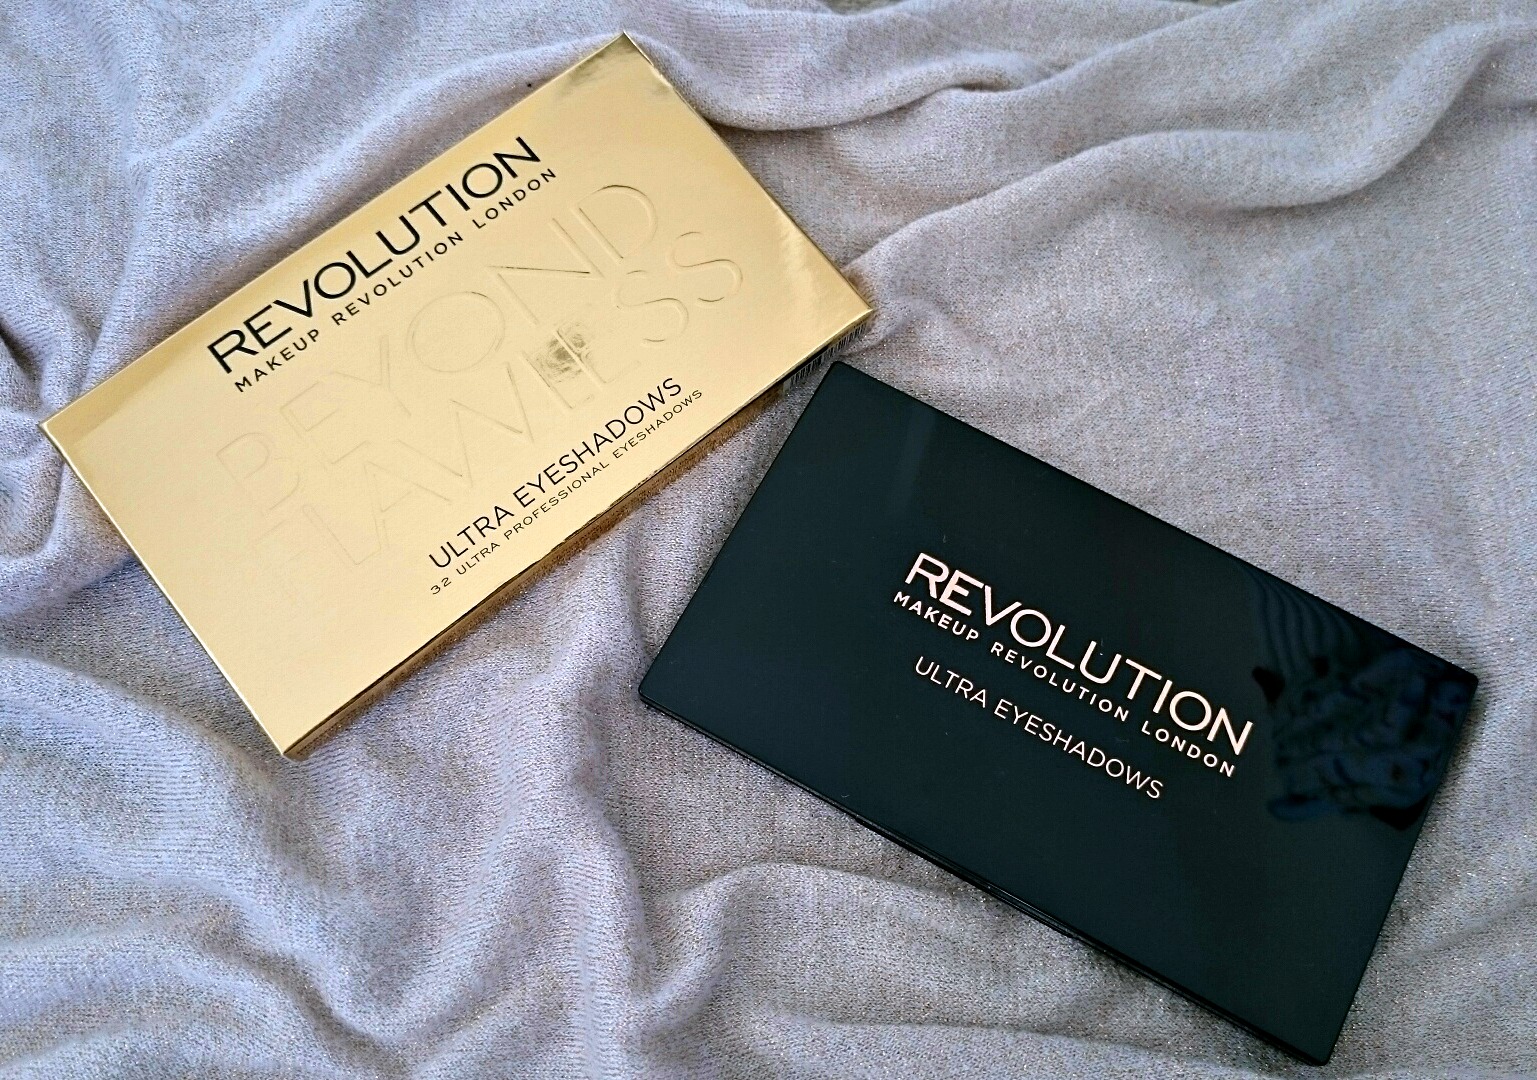 REVOLUTION
MAKEUP REVOLUTION LONDON
BEYOND
FLAWLESS
ULTRA EYESHADOWS
32 ULTRA PROFESSIONAL EYESHADOWS
REVOLUTION
MAKEUP REVOLUTION LONDON
ULTRA EYESHADOWS